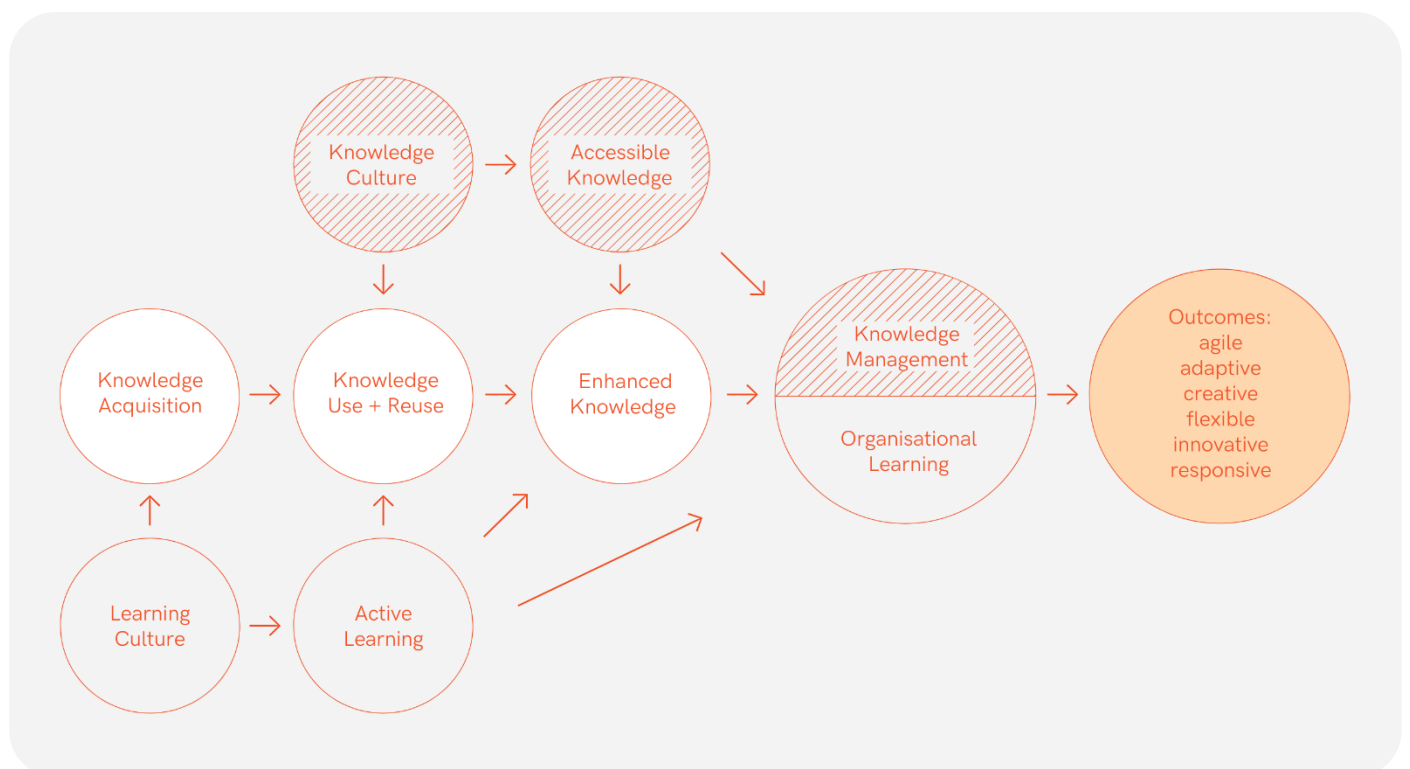 Knowledge
Culture
Accessible
Knowledge
Knowledge
Acquisition
Knowledge
Use + Reuse
Enhanced
Knowledge
Knowledge
Management
Organisational
Learning
Outcomes:
agile
adaptive
creative
flexible
innovative
responsive
Learning
Culture
Active
Learning